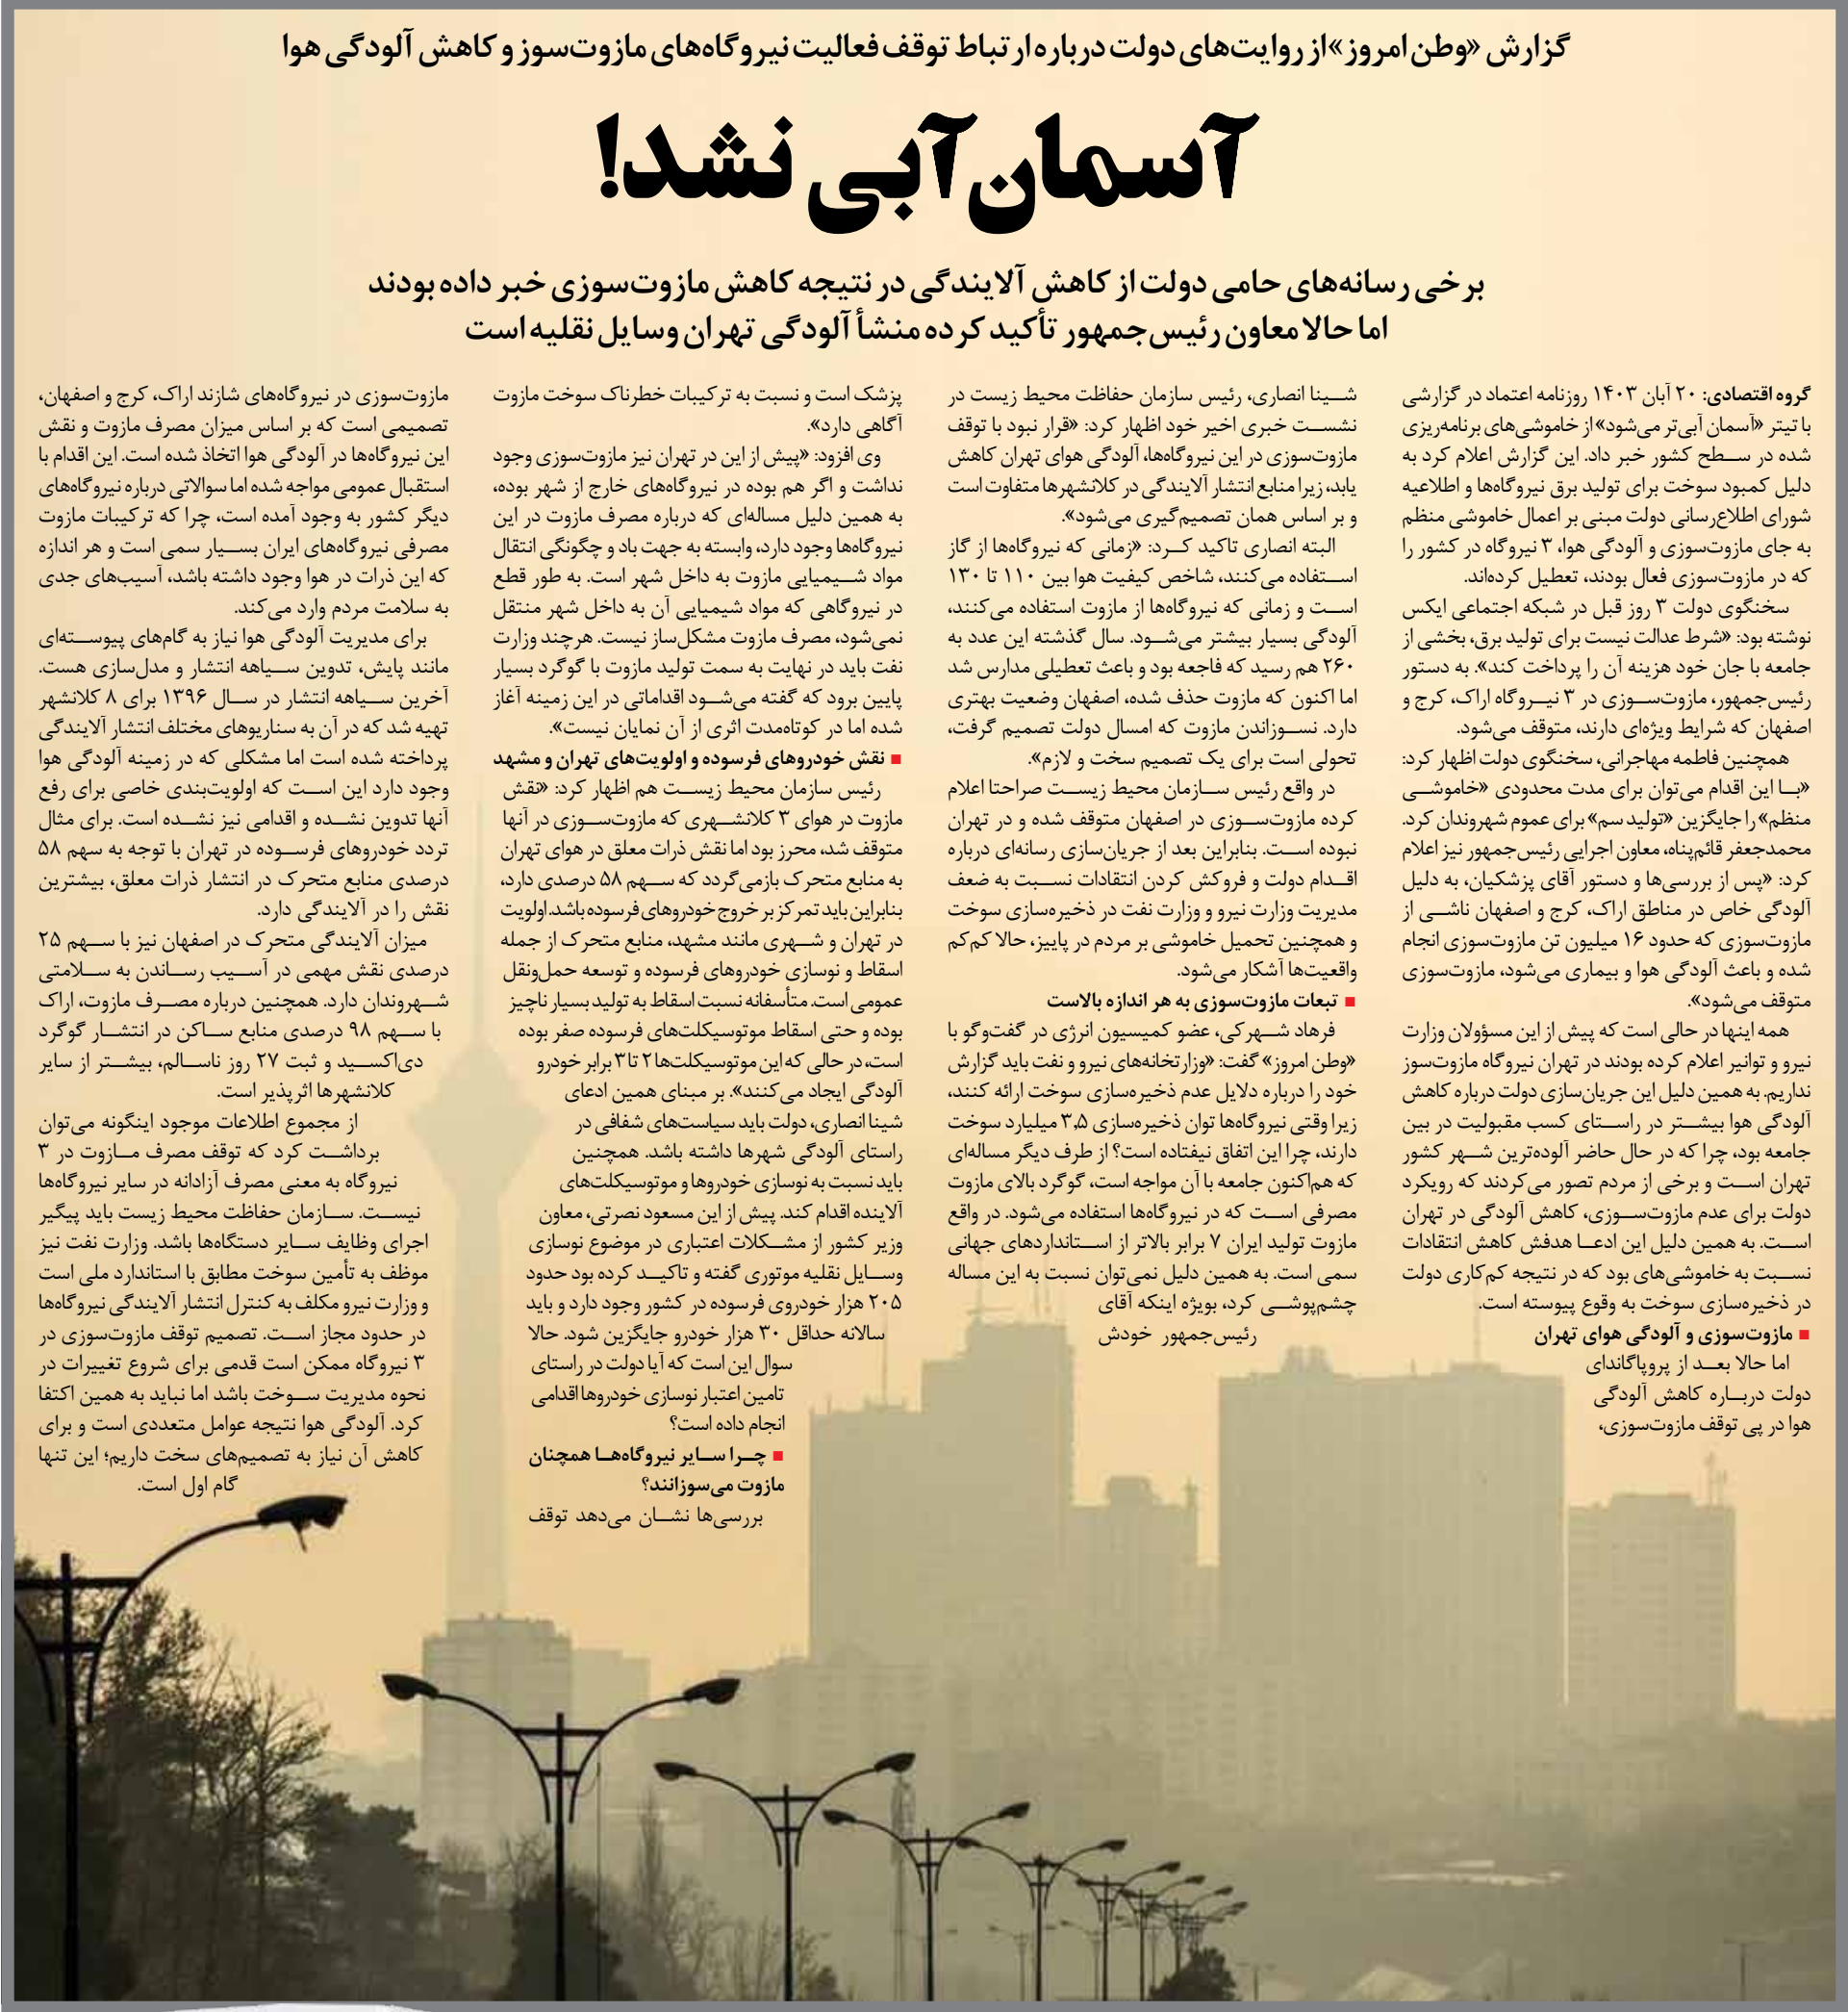 گزارش «وطن‌امروز» از روایت‌های دولت درباره ارتباط توقف فعالیت نیروگاه‌های مازوت‌سوز و کاهش آلودگی هوا
آسمان آبی نشد!
برخی رسانه‌های حامی دولت از کاهش آلایندگی در نتیجه کاهش مازوت‌سوزی خبر داده بودند
اما حالا معاون رئیس‌جمهور تأکید کرده منشأ آلودگی تهران وسایل نقلیه است
گروه اقتصادی: ۲۰ آبان ۱۴۰۳ روزنامه اعتماد در گزارشی
با تیتر «آسمان آبی‌تر می‌شود» از خاموشی‌های برنامه‌ریزی
شده در سطح کشور خبر داد. این گزارش اعلام کرد به
دلیل کمبود سوخت برای تولید برق نیروگاه‌ها و اطلاعیه
شورای اطلاع‌رسانی دولت مبنی بر اعمال خاموشی منظم
به جای مازوت‌سوزی و آلودگی هوا، ۳ نیروگاه در کشور را
که در مازوت‌سوزی فعال بودند، تعطیل کرده‌اند.
سخنگوی دولت ۳ روز قبل در شبکه اجتماعی ایکس
نوشته بود: «شرط عدالت نیست برای تولید برق، بخشی از
جامعه با جان خود هزینه آن را پرداخت کند». به دستور
رئیس‌جمهور، مازوت‌سوزی در ۳ نیروگاه اراک، کرج و
اصفهان که شرایط ویژه‌ای دارند، متوقف می‌شود.
همچنین فاطمه مهاجرانی، سخنگوی دولت اظهار کرد:
«با این اقدام می‌توان برای مدت محدودی «خاموشی
منظم» را جایگزین «تولید سم» برای عموم شهروندان کرد.
محمدجعفر قائم‌پناه، معاون اجرایی رئیس‌جمهور نیز اعلام
کرد: «پس از بررسی‌ها و دستور آقای پزشکیان، به دلیل
آلودگی خاص در مناطق اراک، کرج و اصفهان ناشی از
مازوت‌سوزی که حدود ۱۶ میلیون تن مازوت‌سوزی انجام
شده و باعث آلودگی هوا و بیماری می‌شود، مازوت‌سوزی
متوقف می‌شود».
همه اینها در حالی است که پیش از این مسؤولان وزارت
نیرو و توانیر اعلام کرده بودند در تهران نیروگاه مازوت‌سوز
نداریم. به همین دلیل این جریان‌سازی دولت درباره کاهش
آلودگی هوا بیشتر در راستای کسب مقبولیت در بین
جامعه بود، چرا که در حال حاضر آلوده‌ترین شهر کشور
تهران است و برخی از مردم تصور می‌کردند که رویکرد
دولت برای عدم مازوت‌سوزی، کاهش آلودگی در تهران
است. به همین دلیل این ادعا هدفش کاهش انتقادات
نسبت به خاموشی‌های بود که در نتیجه کم‌کاری دولت
در ذخیره‌سازی سوخت به وقوع پیوسته است.
■ مازوت‌سوزی و آلودگی هوای تهران
اما حالا بعد از پروپاگاندای
دولت درباره کاهش آلودگی
هوا در پی توقف مازوت‌سوزی،
شینا انصاری، رئیس سازمان حفاظت محیط زیست در
نشست خبری اخیر خود اظهار کرد: «قرار نبود با توقف
مازوت‌سوزی در این نیروگاه‌ها، آلودگی هوای تهران کاهش
یابد، زیرا منابع انتشار آلایندگی در کلانشهرها متفاوت است
و بر اساس همان تصمیم‌گیری می‌شود».
البته انصاری تاکید کرد: «زمانی که نیروگاه‌ها از گاز
استفاده می‌کنند، شاخص کیفیت هوا بین ۱۱۰ تا ۱۳۰
است و زمانی که نیروگاه‌ها از مازوت استفاده می‌کنند،
آلودگی بسیار بیشتر می‌شود. سال گذشته این عدد به
۲۶۰ هم رسید که فاجعه بود و باعث تعطیلی مدارس شد
اما اکنون که مازوت حذف شده، اصفهان وضعیت بهتری
دارد. نسوزاندن مازوت که امسال دولت تصمیم گرفت،
تحولی است برای یک تصمیم سخت و لازم».
در واقع رئیس سازمان محیط زیست صراحتا اعلام
کرده مازوت‌سوزی در اصفهان متوقف شده و در تهران
نبوده است. بنابراین بعد از جریان‌سازی رسانه‌ای درباره
اقدام دولت و فروکش کردن انتقادات نسبت به ضعف
مدیریت وزارت نیرو و وزارت نفت در ذخیره‌سازی سوخت
و همچنین تحمیل خاموشی بر مردم در پاییز، حالا کم‌کم
واقعیت‌ها آشکار می‌شود.
■ تبعات مازوت‌سوزی به هر اندازه بالاست
فرهاد شهرکی، عضو کمیسیون انرژی در گفت‌وگو با
«وطن امروز» گفت: «وزارتخانه‌های نیرو و نفت باید گزارش
خود را درباره دلایل عدم ذخیره‌سازی سوخت ارائه کنند،
زیرا وقتی نیروگاه‌ها توان ذخیره‌سازی ۳٫۵ میلیارد سوخت
دارند، چرا این اتفاق نیفتاده است؟ از طرف دیگر مساله‌ای
که هم‌اکنون جامعه با آن مواجه است، گوگرد بالای مازوت
مصرفی است که در نیروگاه‌ها استفاده می‌شود. در واقع
مازوت تولید ایران ۷ برابر بالاتر از استانداردهای جهانی
سمی است. به همین دلیل نمی‌توان نسبت به این مساله
چشم‌پوشی کرد، بویژه اینکه آقای
رئیس‌جمهور خودش
پزشک است و نسبت به ترکیبات خطرناک سوخت مازوت
آگاهی دارد».
وی افزود: «پیش از این در تهران نیز مازوت‌سوزی وجود
نداشت و اگر هم بوده در نیروگاه‌های خارج از شهر بوده،
به همین دلیل مساله‌ای که درباره مصرف مازوت در این
نیروگاه‌ها وجود دارد، وابسته به جهت باد و چگونگی انتقال
مواد شیمیایی مازوت به داخل شهر است. به طور قطع
در نیروگاهی که مواد شیمیایی آن به داخل شهر منتقل
نمی‌شود، مصرف مازوت مشکل‌ساز نیست. هرچند وزارت
نفت باید در نهایت به سمت تولید مازوت با گوگرد بسیار
پایین برود که گفته می‌شود اقداماتی در این زمینه آغاز
شده اما در کوتاه‌مدت اثری از آن نمایان نیست».
■ نقش خودروهای فرسوده و اولویت‌های تهران و مشهد
رئیس سازمان محیط زیست هم اظهار کرد: «نقش
مازوت در هوای ۳ کلانشهری که مازوت‌سوزی در آنها
متوقف شد، محرز بود اما نقش ذرات معلق در هوای تهران
به منابع متحرک بازمی‌گردد که سهم ۵۸ درصدی دارد،
بنابراین باید تمرکز بر خروج خودروهای فرسوده باشد. اولویت
در تهران و شهری مانند مشهد، منابع متحرک از جمله
اسقاط و نوسازی خودروهای فرسوده و توسعه حمل‌ونقل
عمومی است. متأسفانه نسبت اسقاط به تولید بسیار ناچیز
بوده و حتی اسقاط موتوسیکلت‌های فرسوده صفر بوده
است، در حالی که این موتوسیکلت‌ها ۲ تا ۳ برابر خودرو
آلودگی ایجاد می‌کنند». بر مبنای همین ادعای
شینا انصاری، دولت باید سیاست‌های شفافی در
راستای آلودگی شهرها داشته باشد. همچنین
باید نسبت به نوسازی خودروها و موتوسیکلت‌های
آلاینده اقدام کند. پیش از این مسعود نصرتی، معاون
وزیر کشور از مشکلات اعتباری در موضوع نوسازی
وسایل نقلیه موتوری گفته و تاکید کرده بود حدود
۲۰۵ هزار خودروی فرسوده در کشور وجود دارد و باید
سالانه حداقل ۳۰ هزار خودرو جایگزین شود. حالا
سوال این است که آیا دولت در راستای
تامین اعتبار نوسازی خودروها اقدامی
انجام داده است؟
■ چرا سایر نیروگاه‌ها همچنان
مازوت می‌سوزانند؟
بررسی‌ها نشان می‌دهد توقف
مازوت‌سوزی در نیروگاه‌های شازند اراک، کرج و اصفهان،
تصمیمی است که بر اساس میزان مصرف مازوت و نقش
این نیروگاه‌ها در آلودگی هوا اتخاذ شده است. این اقدام با
استقبال عمومی مواجه شده اما سوالاتی درباره نیروگاه‌های
دیگر کشور به وجود آمده است، چرا که ترکیبات مازوت
مصرفی نیروگاه‌های ایران بسیار سمی است و هر اندازه
که این ذرات در هوا وجود داشته باشد، آسیب‌های جدی
به سلامت مردم وارد می‌کند.
برای مدیریت آلودگی هوا نیاز به گام‌های پیوسته‌ای
مانند پایش، تدوین سیاهه انتشار و مدل‌سازی هست.
آخرین سیاهه انتشار در سال ۱۳۹۶ برای ۸ کلانشهر
تهیه شد که در آن به سناریوهای مختلف انتشار آلایندگی
پرداخته شده است اما مشکلی که در زمینه آلودگی هوا
وجود دارد این است که اولویت‌بندی خاصی برای رفع
آنها تدوین نشده و اقدامی نیز نشده است. برای مثال
تردد خودروهای فرسوده در تهران با توجه به سهم ۵۸
درصدی منابع متحرک در انتشار ذرات معلق، بیشترین
نقش را در آلایندگی دارد.
میزان آلایندگی متحرک در اصفهان نیز با سهم ۲۵
درصدی نقش مهمی در آسیب رساندن به سلامتی
شهروندان دارد. همچنین درباره مصرف مازوت، اراک
با سهم ۹۸ درصدی منابع ساکن در انتشار گوگرد
دی‌اکسید و ثبت ۲۷ روز ناسالم، بیشتر از سایر
کلانشهرها اثرپذیر است.
از مجموع اطلاعات موجود اینگونه می‌توان
برداشت کرد که توقف مصرف مازوت در ۳
نیروگاه به معنی مصرف آزادانه در سایر نیروگاه‌ها
نیست. سازمان حفاظت محیط زیست باید پیگیر
اجرای وظایف سایر دستگاه‌ها باشد. وزارت نفت نیز
موظف به تأمین سوخت مطابق با استاندارد ملی است
و وزارت نیرو مکلف به کنترل انتشار آلایندگی نیروگاه‌ها
در حدود مجاز است. تصمیم توقف مازوت‌سوزی در
۳ نیروگاه ممکن است قدمی برای شروع تغییرات در
نحوه مدیریت سوخت باشد اما نباید به همین اکتفا
کرد. آلودگی هوا نتیجه عوامل متعددی است و برای
کاهش آن نیاز به تصمیم‌های سخت داریم؛ این تنها
گام اول است.